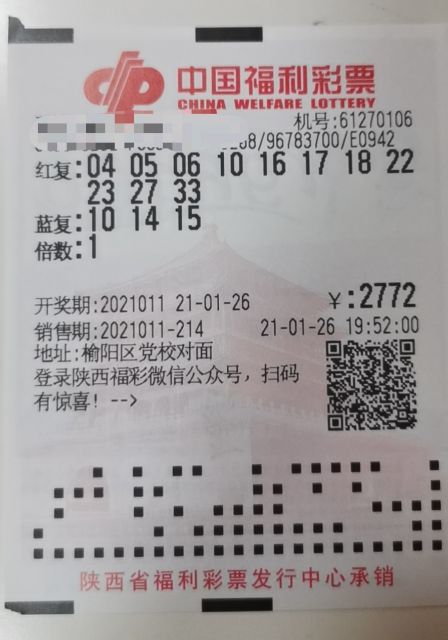 中国福利彩票
CHINA WELFARE LOTTERY
机号:61270106
/96783700/E0942
红复:04 05 06 10 16 17 18 22
23 27 33
蓝复:10 14 15
倍数:1
开奖期:2021011 21-01-26 ¥:2772
销售期:2021011-214 21-01-26 19:52:00
地址:榆阳区党校对面
登录陕西福彩微信公众号，扫码
有惊喜! -->
陕西省福利彩票发行中心承销